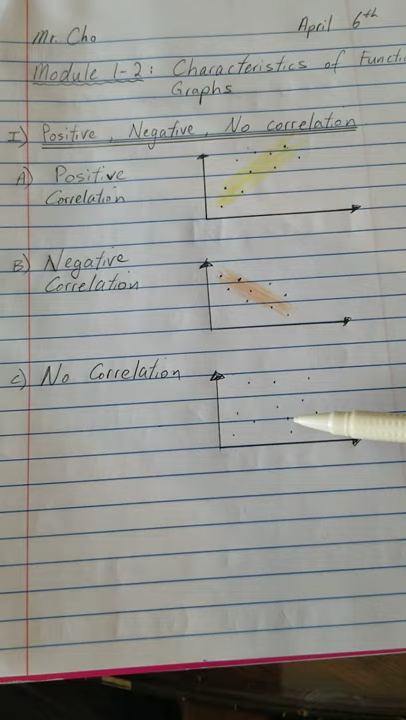 Mr. Cho
April 6th
Module 1-2: Characteristics of Functi
Graphs
I) Positive, Negative, No correlation
A) Positive
Correlation
B) Negative
Correlation
C) No Correlation